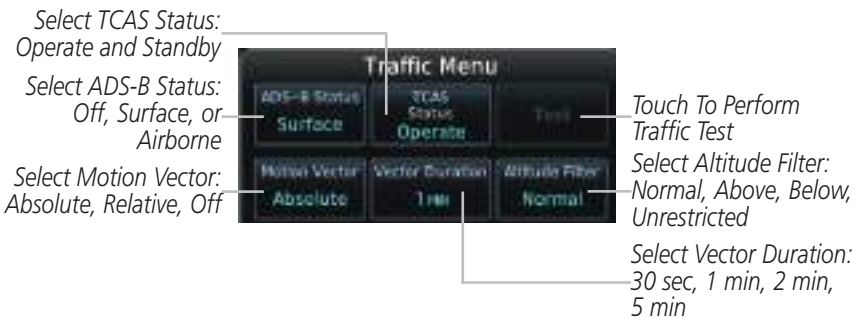 Select TCAS Status:
Operate and Standby
Select ADS-B Status:
Off, Surface, or
Airborne
Select Motion Vector:
Absolute, Relative, Off
Traffic Menu
ADS-B Status
Surface
TCAS
Status
Operate
Test
Motion Vector
Absolute
Vector Duration
1 MIN
Altitude Filter
Normal
Touch To Perform
Traffic Test
Select Altitude Filter:
Normal, Above, Below,
Unrestricted
Select Vector Duration:
30 sec, 1 min, 2 min,
5 min